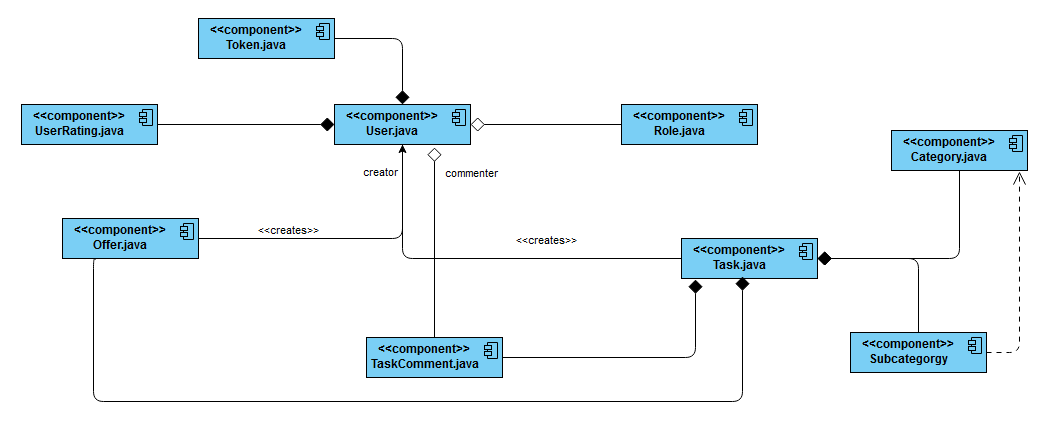 <<component>>
Token.java
<<component>>
UserRating.java
<<component>>
User.java
<<component>>
Role.java
<<component>>
Category.java
creator
commenter
<<component>>
Offer.java
<<creates>>
<<creates>>
<<component>>
Task.java
<<component>>
TaskComment.java
<<component>>
Subcategorgy